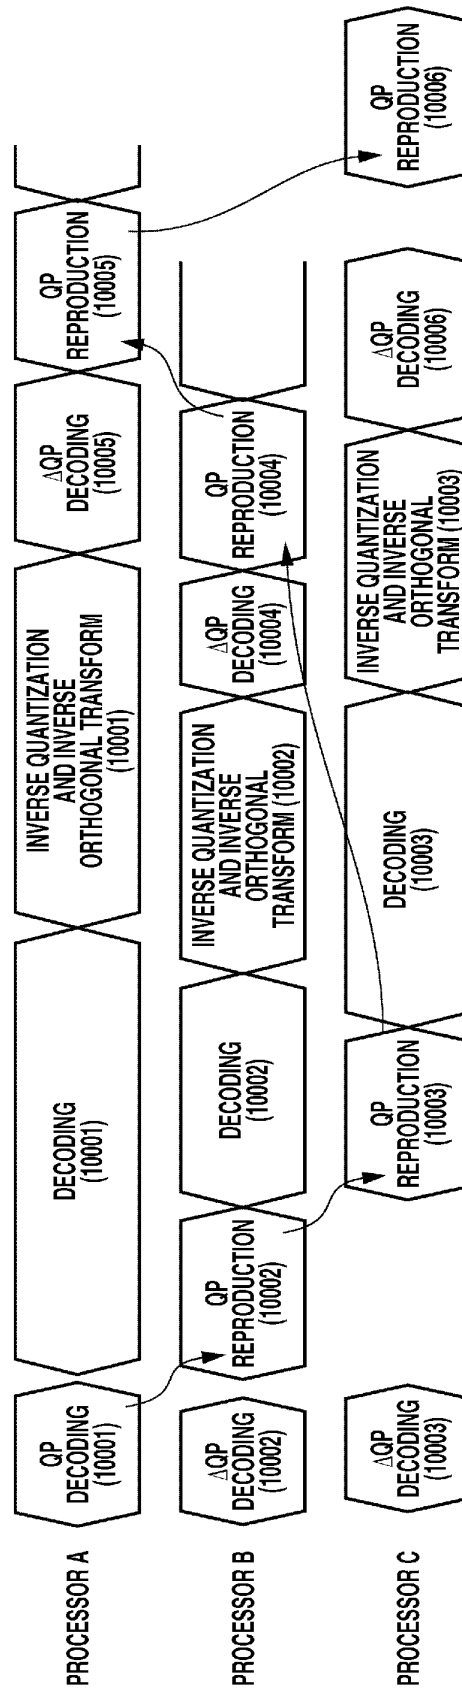 PROCESSOR A
QP
DECODING
(10001)
DECODING
(10001)
INVERSE QUANTIZATION
AND INVERSE
ORTHOGONAL TRANSFORM
(10001)
ΔQP
DECODING
(10005)
QP
REPRODUCTION
(10005)
PROCESSOR B
ΔQP
DECODING
(10002)
QP
REPRODUCTION
(10002)
DECODING
(10002)
INVERSE QUANTIZATION
AND INVERSE
ORTHOGONAL
TRANSFORM (10002)
ΔQP
DECODING
(10004)
QP
REPRODUCTION
(10004)
PROCESSOR C
ΔQP
DECODING
(10003)
QP
REPRODUCTION
(10003)
DECODING
(10003)
INVERSE QUANTIZATION
AND INVERSE
ORTHOGONAL
TRANSFORM (10003)
ΔQP
DECODING
(10006)
QP
REPRODUCTION
(10006)